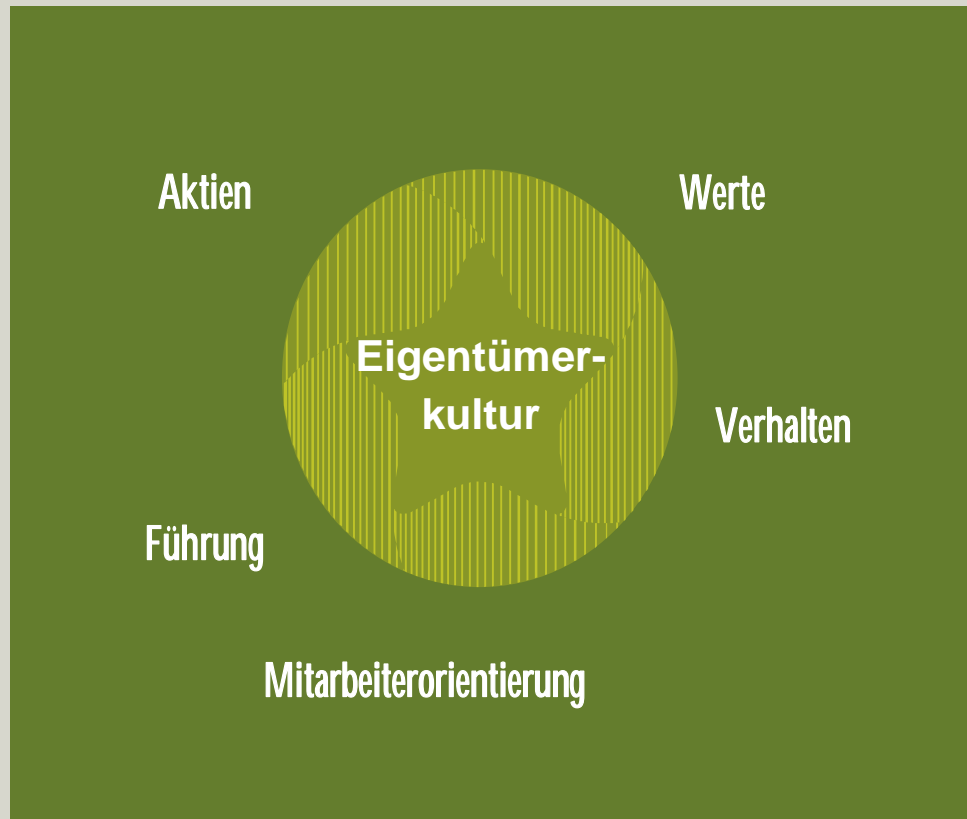 Aktien
Werte
Eigentümer-
kultur
Verhalten
Führung
Mitarbeiterorientierung